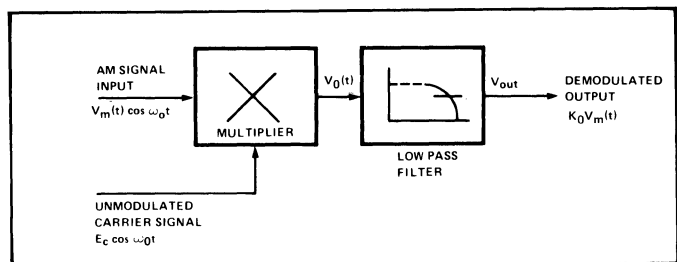 AM SIGNAL
INPUT
Vm(t) cos ωot
MULTIPLIER
V0(t)
Vout
LOW PASS
FILTER
DEMODULATED
OUTPUT
K0Vm(t)
UNMODULATED
CARRIER SIGNAL
Ec cos ω0t